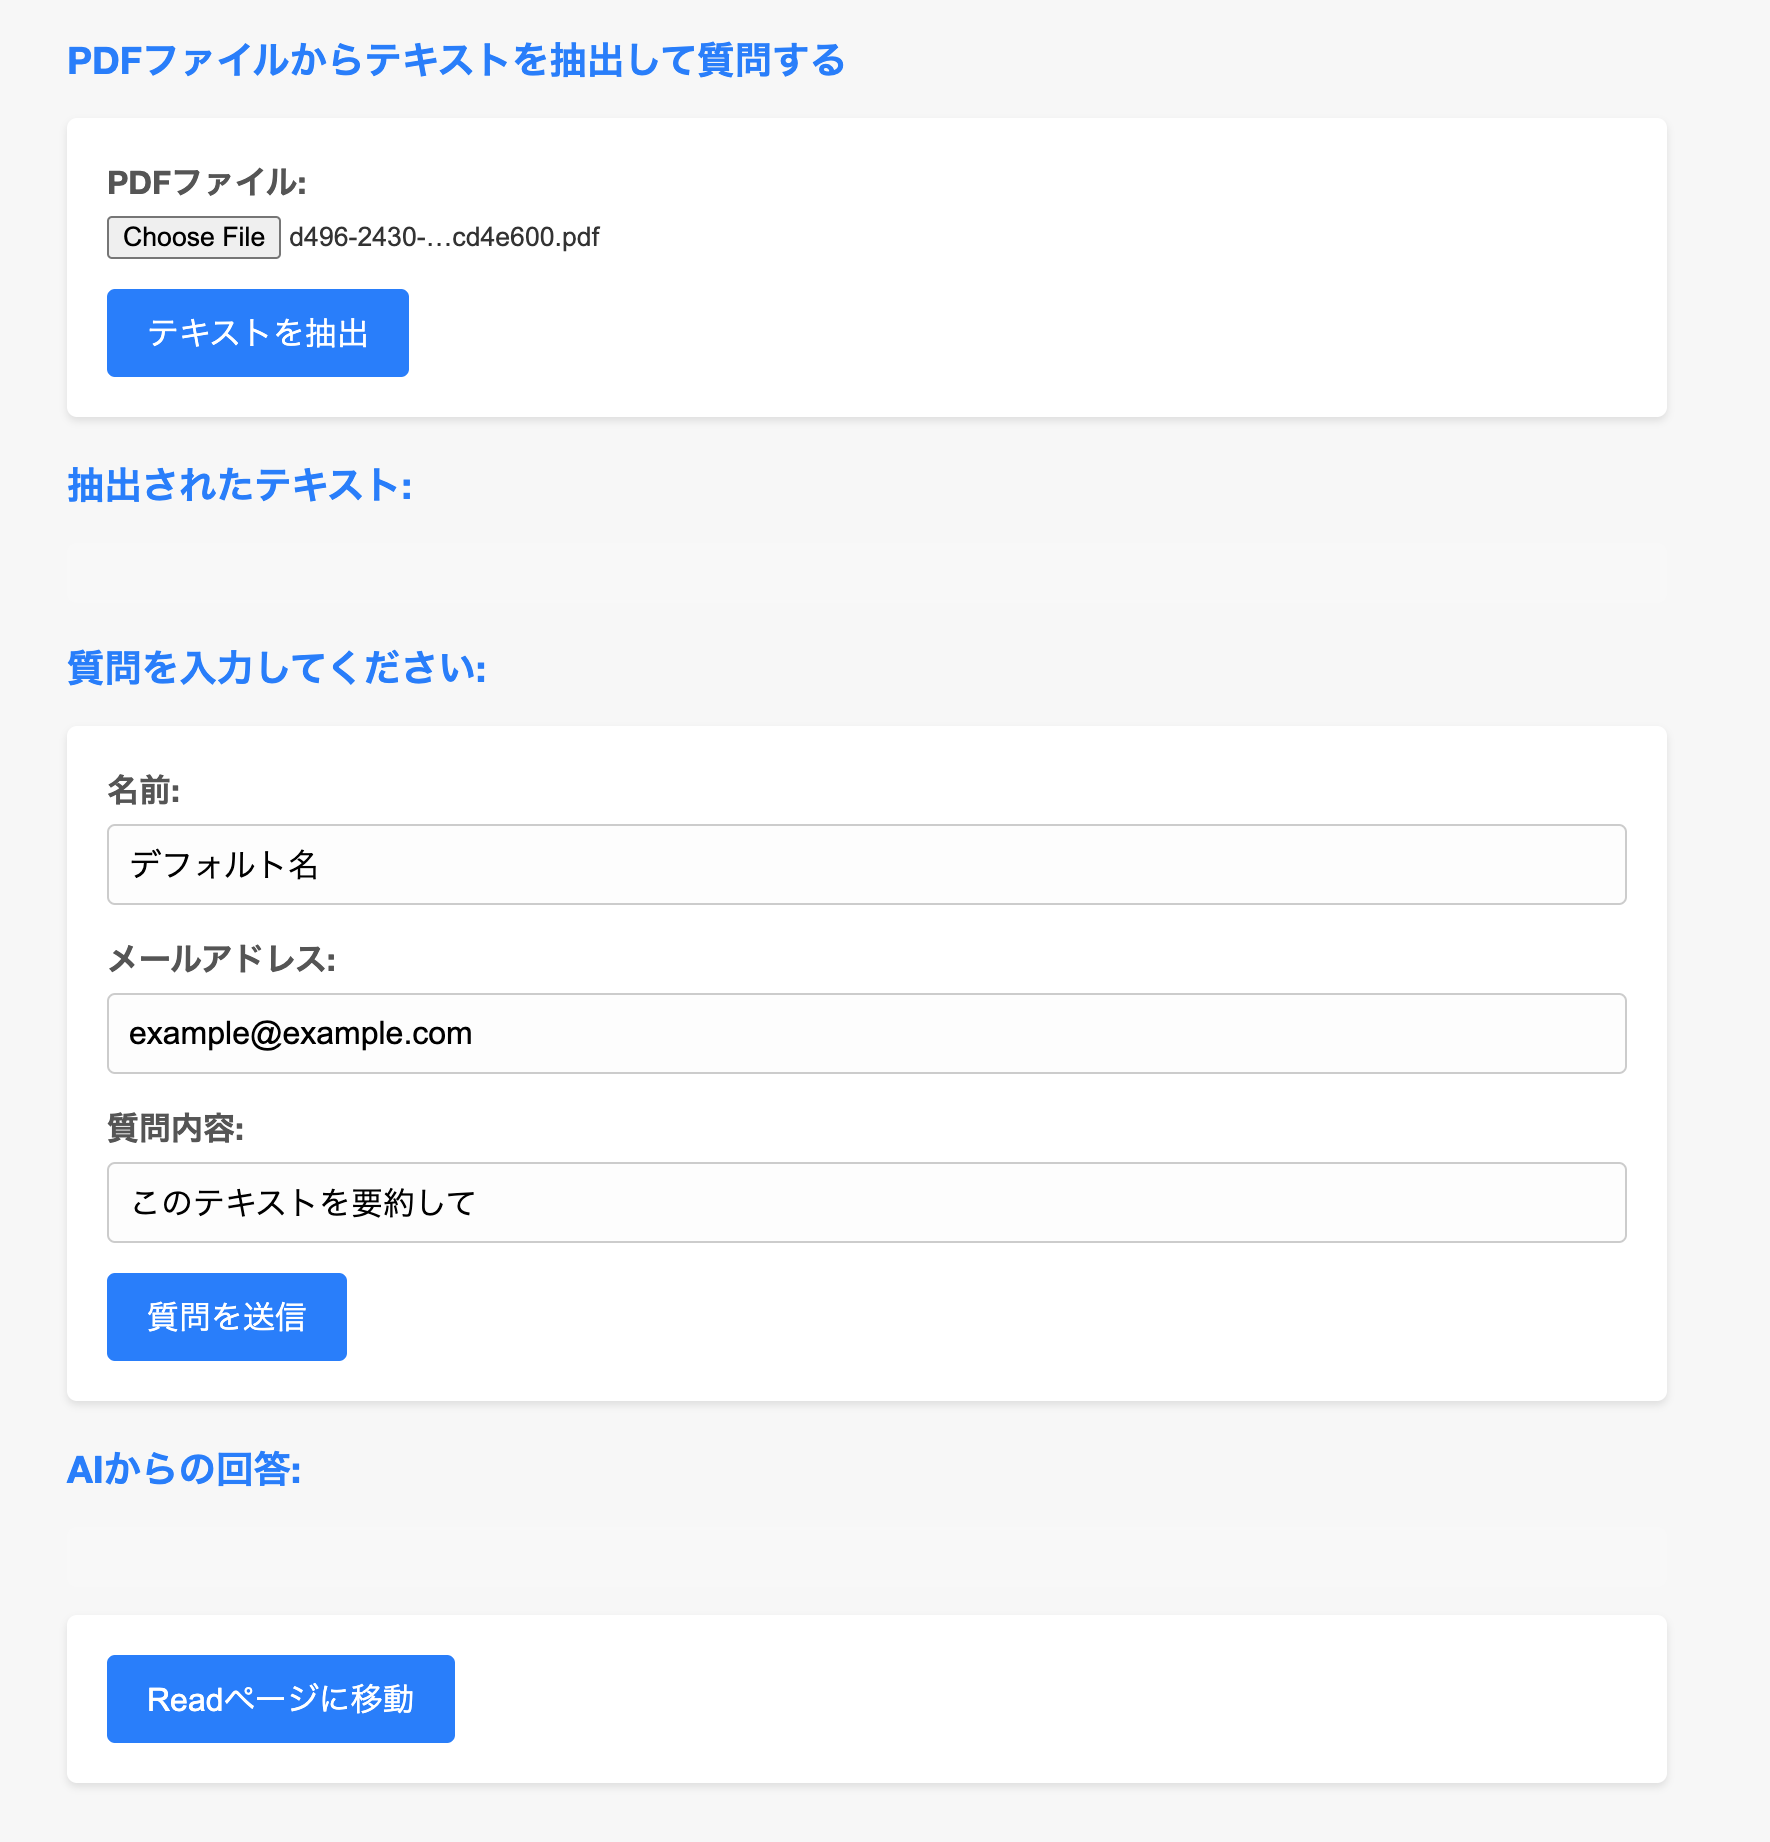 PDFファイルからテキストを抽出して質問する
PDFファイル:
Choose File d496-2430-…cd4e600.pdf
テキストを抽出
抽出されたテキスト:
質問を入力してください:
名前:
デフォルト名
メールアドレス:
example@example.com
質問内容:
このテキストを要約して
質問を送信
AIからの回答:
Readページに移動